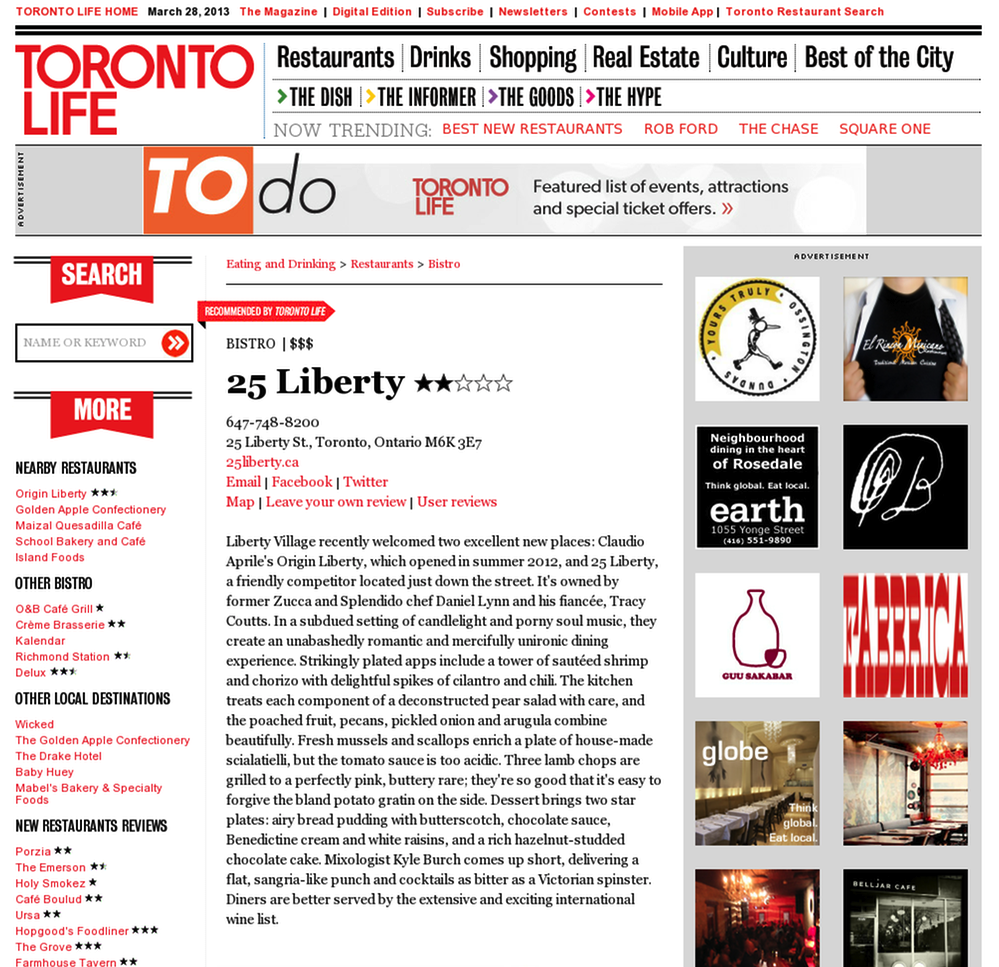 TORONTO LIFE HOME March 28, 2013 The Magazine | Digital Edition | Subscribe | Newsletters | Contests | Mobile App | Toronto Restaurant Search
TORONTO
LIFE
Restaurants Drinks Shopping Real Estate Culture Best of the City
THE DISH THE INFORMER THE GOODS THE HYPE
NOW TRENDING: BEST NEW RESTAURANTS ROB FORD THE CHASE SQUARE ONE
ADVERTISEMENT
TO do
TORONTO
LIFE
Featured list of events, attractions
and special ticket offers. »
SEARCH
NAME OR KEYWORD
MORE
NEARBY RESTAURANTS
Origin Liberty ★★⯨
Golden Apple Confectionery
Maizal Quesadilla Café
School Bakery and Café
Island Foods
OTHER BISTRO
O&B Café Grill ★
Crème Brasserie ★★
Kalendar
Richmond Station ★⯨
Delux ★★⯨
OTHER LOCAL DESTINATIONS
Wicked
The Golden Apple Confectionery
The Drake Hotel
Baby Huey
Mabel's Bakery & Specialty
Foods
NEW RESTAURANTS REVIEWS
Porzia ★★
The Emerson ★⯨
Holy Smokez ★
Café Boulud ★★
Ursa ★★
Hopgood's Foodliner ★★★
The Grove ★★★
Farmhouse Tavern ★★
Eating and Drinking > Restaurants > Bistro
RECOMMENDED BY TORONTO LIFE
BISTRO | $$$
25 Liberty ★★☆☆☆
647-748-8200
25 Liberty St., Toronto, Ontario M6K 3E7
25liberty.ca
Email | Facebook | Twitter
Map | Leave your own review | User reviews
Liberty Village recently welcomed two excellent new places: Claudio
Aprile's Origin Liberty, which opened in summer 2012, and 25 Liberty,
a friendly competitor located just down the street. It's owned by
former Zucca and Splendido chef Daniel Lynn and his fiancée, Tracy
Coutts. In a subdued setting of candlelight and porny soul music, they
create an unabashedly romantic and mercifully unironic dining
experience. Strikingly plated apps include a tower of sautéed shrimp
and chorizo with delightful spikes of cilantro and chili. The kitchen
treats each component of a deconstructed pear salad with care, and
the poached fruit, pecans, pickled onion and arugula combine
beautifully. Fresh mussels and scallops enrich a plate of house-made
scialatielli, but the tomato sauce is too acidic. Three lamb chops are
grilled to a perfectly pink, buttery rare; they're so good that it's easy to
forgive the bland potato gratin on the side. Dessert brings two star
plates: airy bread pudding with butterscotch, chocolate sauce,
Benedictine cream and white raisins, and a rich hazelnut-studded
chocolate cake. Mixologist Kyle Burch comes up short, delivering a
flat, sangria-like punch and cocktails as bitter as a Victorian spinster.
Diners are better served by the extensive and exciting international
wine list.
ADVERTISEMENT
YOURS TRULY OSSINGTON DUNDAS
El Rincon Mexicano
Neighbourhood
dining in the heart
of Rosedale
Think global. Eat local.
earth
1055 Yonge Street
(416) 551-9890
GUU SAKABAR
FABBRICA
globe
Think
global.
Eat local.
BELLJAR CAFE